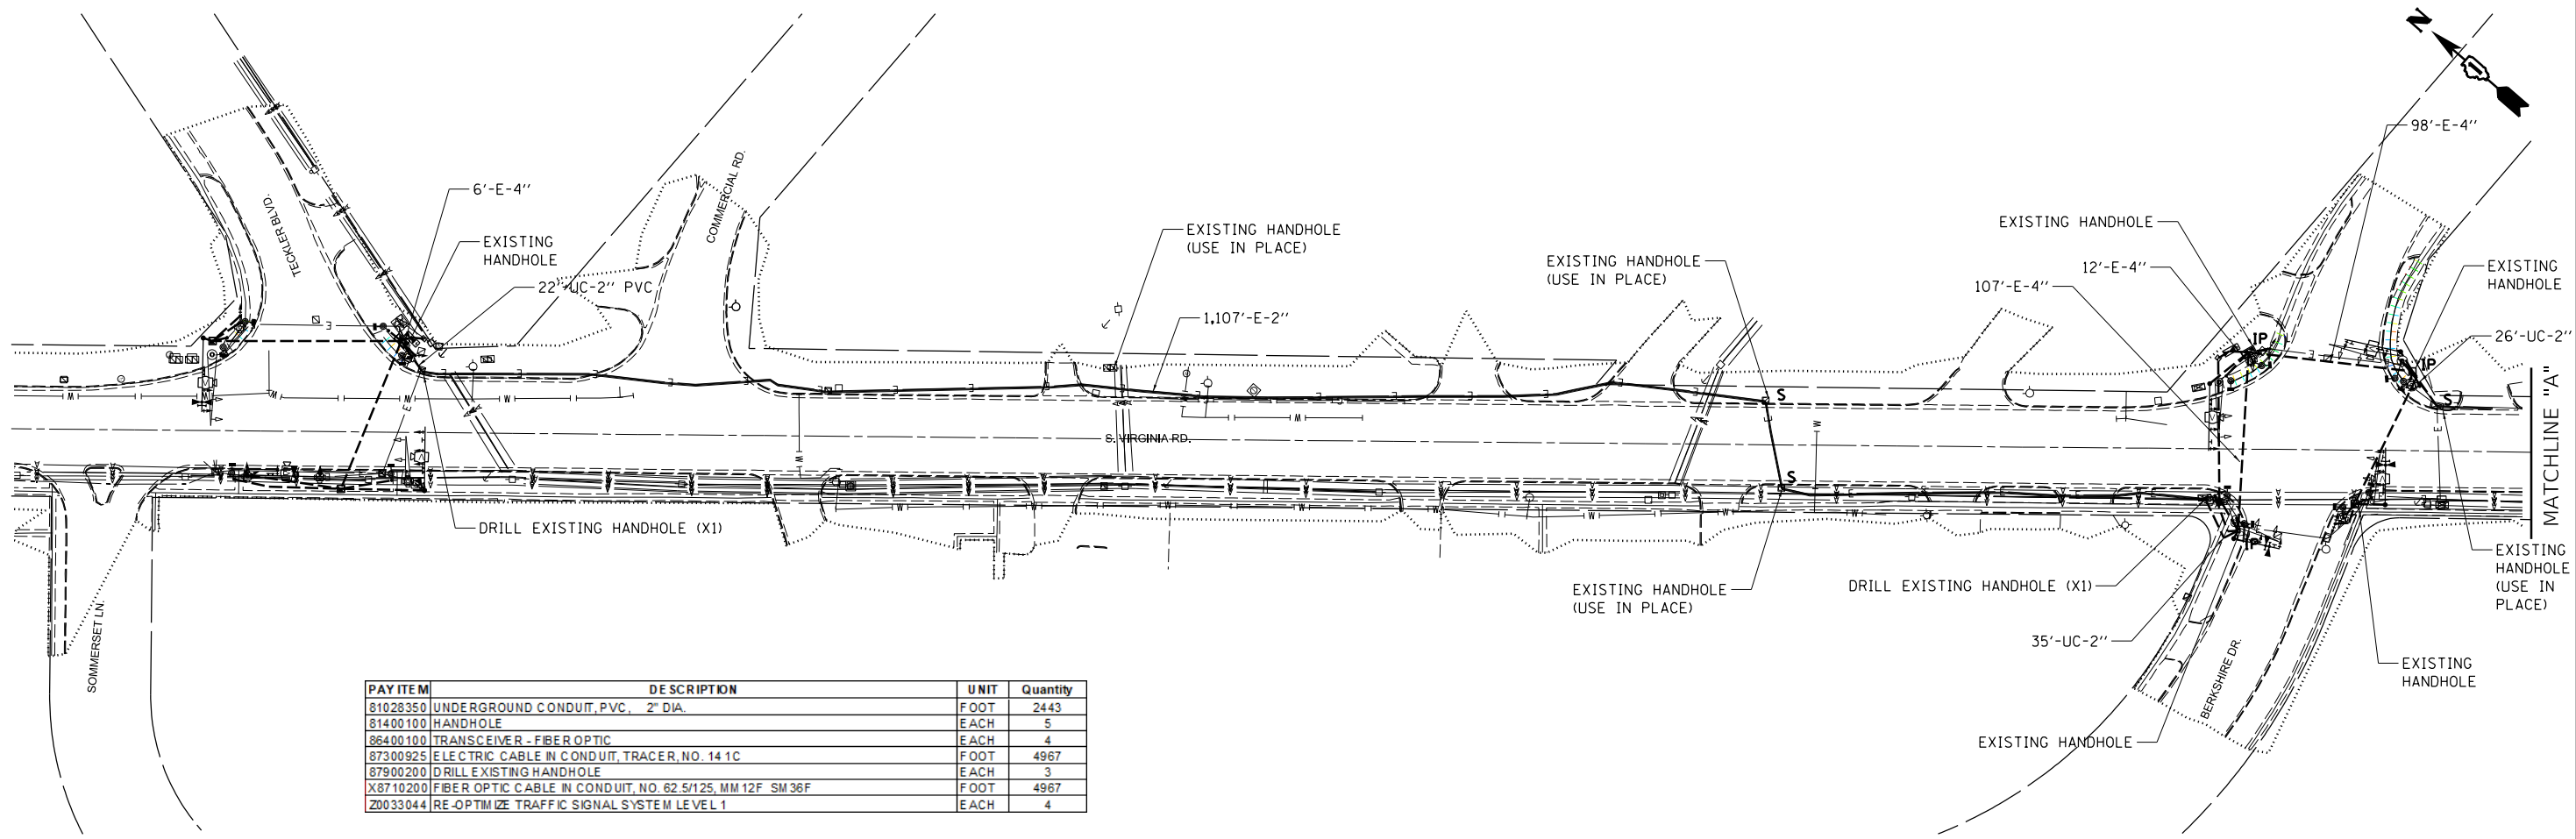 N
98'-E-4''
6'-E-4''
COMMERCIAL RD.
TECKLER BLVD.
EXISTING
HANDHOLE
EXISTING HANDHOLE
(USE IN PLACE)
EXISTING HANDHOLE
EXISTING HANDHOLE
(USE IN PLACE)
12'-E-4''
EXISTING
HANDHOLE
22'-UC-2'' PVC
107'-E-4''
1,107'-E-2''
26'-UC-2''
IP
IP
S
S
MATCHLINE "A"
S. VIRGINIA RD.
S
DRILL EXISTING HANDHOLE (X1)
EXISTING
HANDHOLE
(USE IN
PLACE)
EXISTING HANDHOLE
(USE IN PLACE)
DRILL EXISTING HANDHOLE (X1)
SOMMERSET LN.
35'-UC-2''
BERKSHIRE DR.
EXISTING
HANDHOLE
EXISTING HANDHOLE
PAY ITEM DESCRIPTION UNIT Quantity
81028350 UNDERGROUND CONDUIT, PVC, 2" DIA. FOOT 2443
81400100 HANDHOLE EACH 5
86400100 TRANSCEIVER - FIBER OPTIC EACH 4
87300925 ELECTRIC CABLE IN CONDUIT, TRACER, NO. 14 1C FOOT 4967
87900200 DRILL EXISTING HANDHOLE EACH 3
X8710200 FIBER OPTIC CABLE IN CONDUIT, NO. 62.5/125, MM12F SM36F FOOT 4967
Z0033044 RE-OPTIMIZE TRAFFIC SIGNAL SYSTEM LEVEL 1 EACH 4